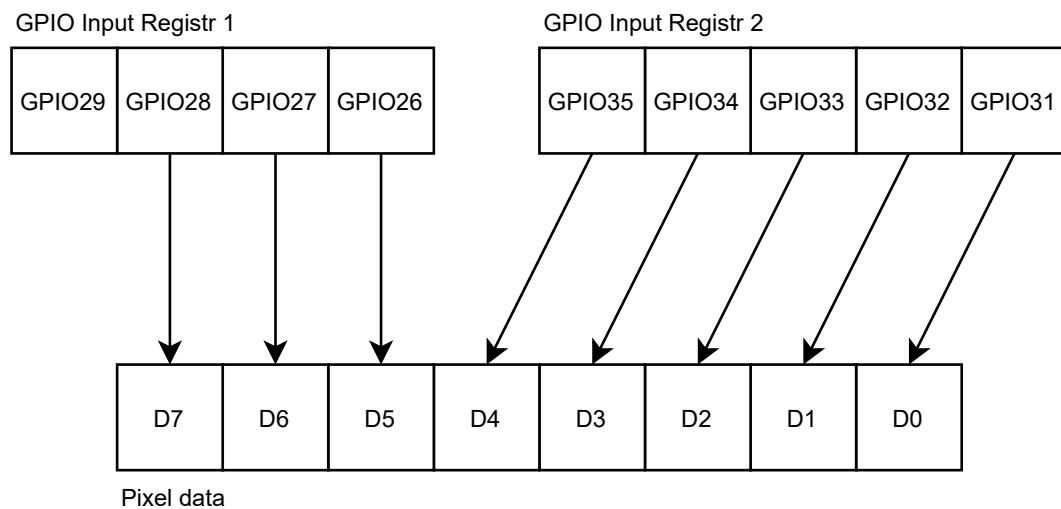 GPIO Input Registr 1
GPIO Input Registr 2
GPIO29 GPIO28 GPIO27 GPIO26
GPIO35 GPIO34 GPIO33 GPIO32 GPIO31
D7 D6 D5 D4 D3 D2 D1 D0
Pixel data